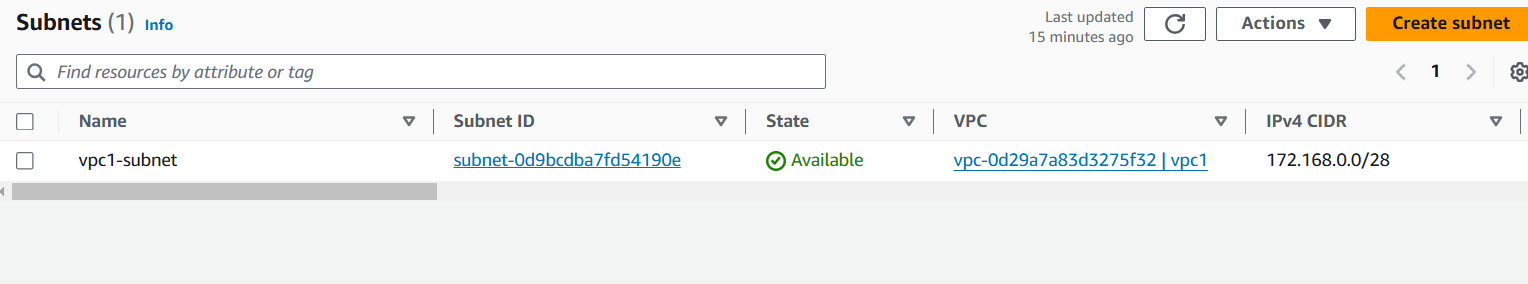 Subnets (1) Info
Last updated
15 minutes ago
Actions
Create subnet
Find resources by attribute or tag
1
Name Subnet ID State VPC IPv4 CIDR
vpc1-subnet subnet-0d9bcdba7fd54190e Available vpc-0d29a7a83d3275f32 | vpc1 172.168.0.0/28